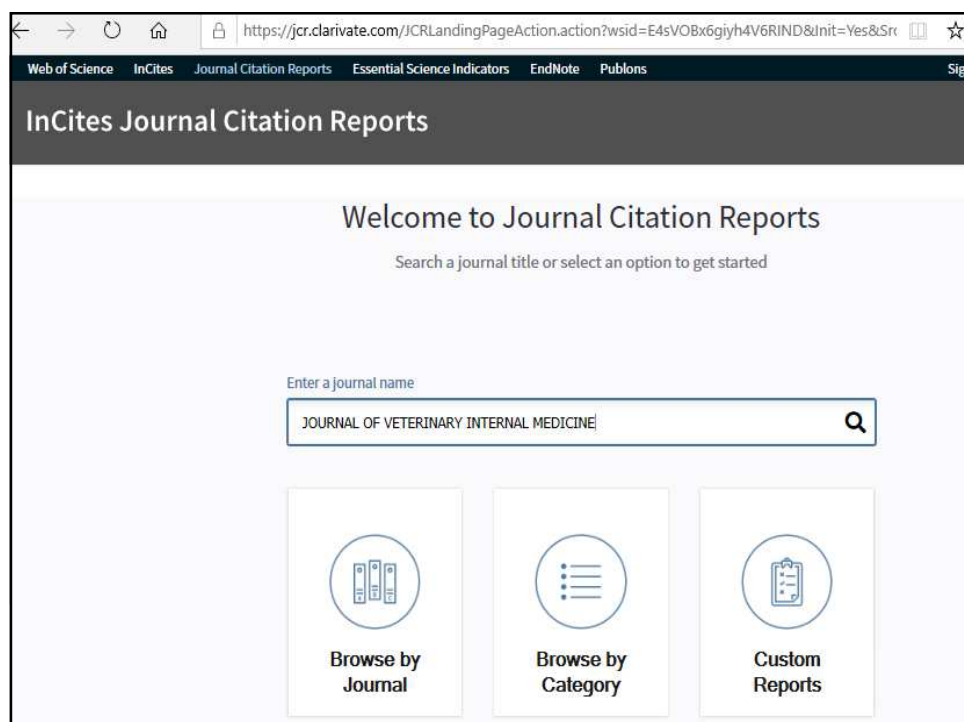 https://jcr.clarivate.com/JCRLandingPageAction.action?wsid=E4sVOBx6giyh4V6RIND&Init=Yes&Src
Web of Science InCites Journal Citation Reports Essential Science Indicators EndNote Publons Sig
InCites Journal Citation Reports
Welcome to Journal Citation Reports
Search a journal title or select an option to get started
Enter a journal name
JOURNAL OF VETERINARY INTERNAL MEDICINE
Browse by
Journal
Browse by
Category
Custom
Reports